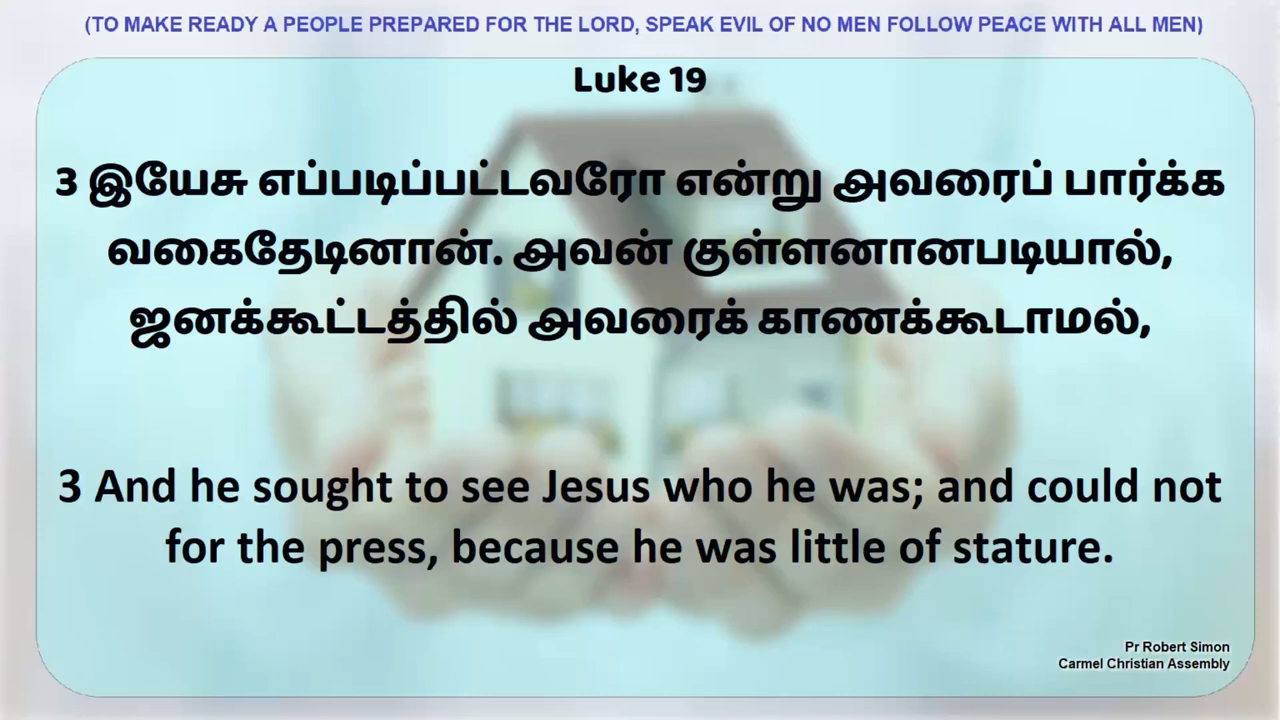 (TO MAKE READY A PEOPLE PREPARED FOR THE LORD, SPEAK EVIL OF NO MEN FOLLOW PEACE WITH ALL MEN)
Luke 19
3 இயேசு எப்படிப்பட்டவரோ என்று அவரைப் பார்க்க
வகைதேடினான். அவன் குள்ளனானபடியால்,
ஜனக்கூட்டத்தில் அவரைக் காணக்கூடாமல்,
3 And he sought to see Jesus who he was; and could not
for the press, because he was little of stature.
Pr Robert Simon
Carmel Christian Assembly